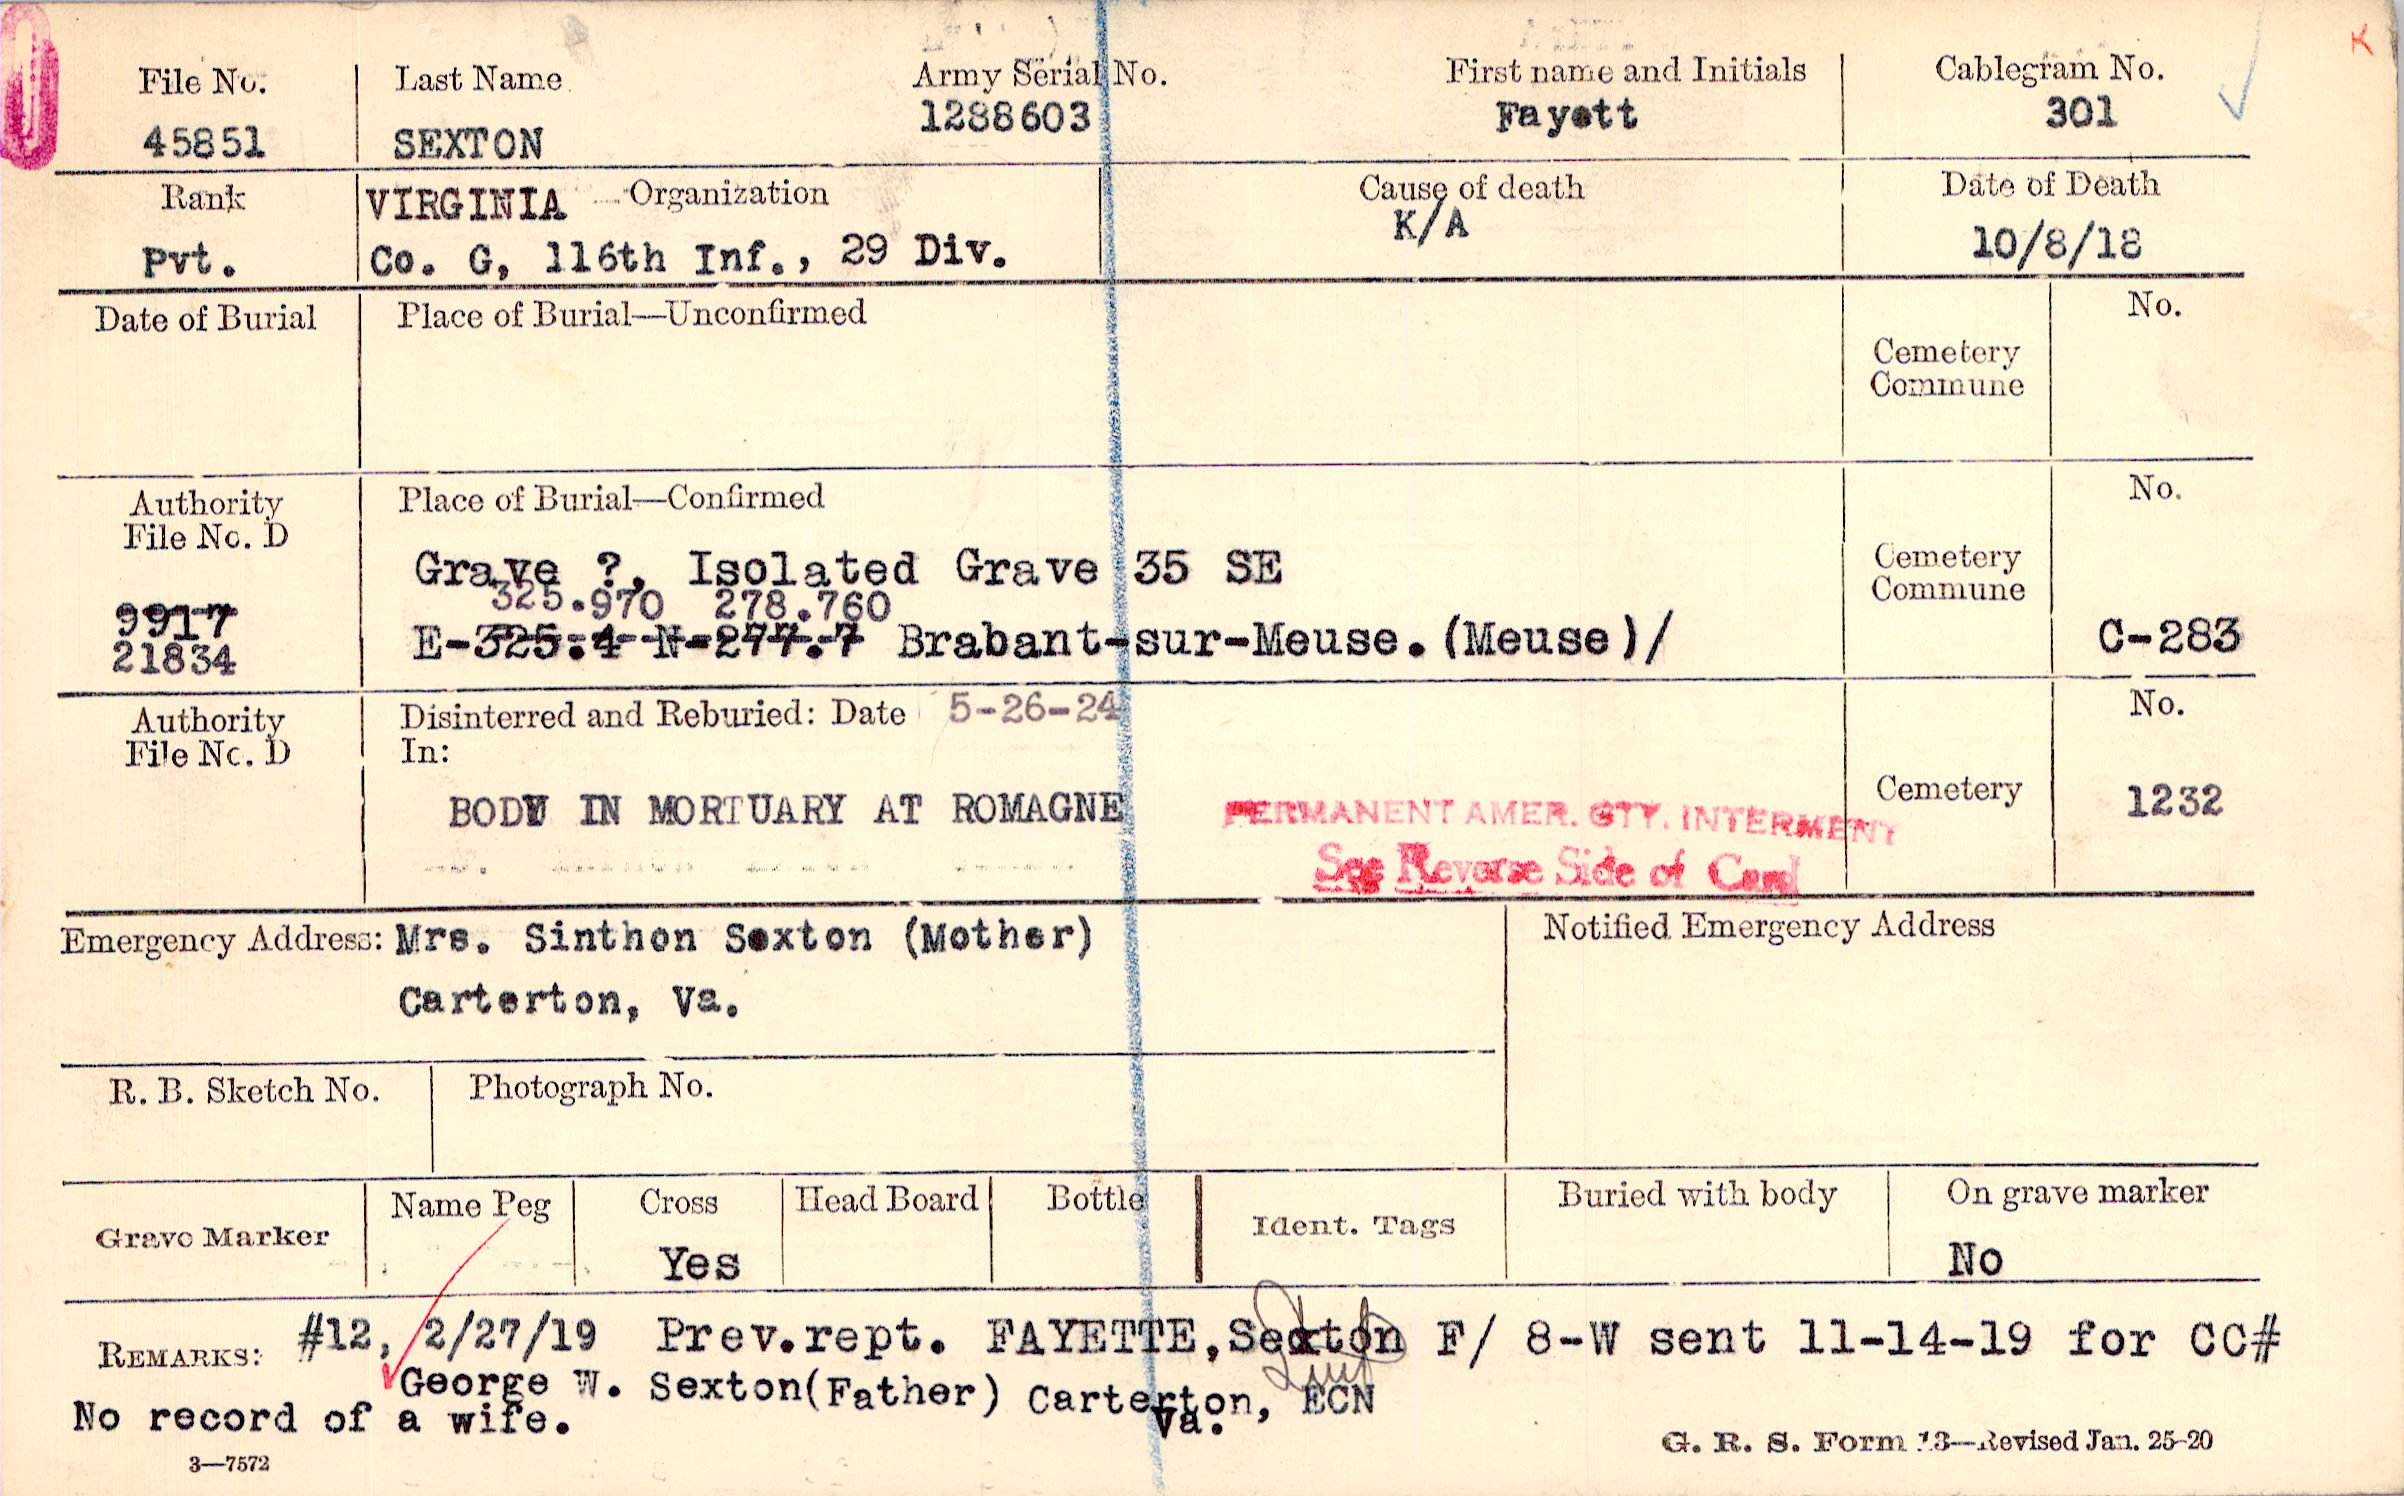 File No. Last Name Army Serial No. First name and Initials Cablegram No.
45851 SEXTON 1288603 Fayett 301
Rank VIRGINIA Organization Cause of death Date of Death
Pvt. Co. G, 116th Inf., 29 Div. K/A 10/8/18
Date of Burial Place of Burial—Unconfirmed No.
Cemetery
Commune
Authority Place of Burial—Confirmed No.
File No. D
Grave ?, Isolated Grave 35 SE Cemetery
Commune
325.970 278.760
9917 E-325.4 N-277.7 Brabant-sur-Meuse.(Meuse)/ C-283
21834
Authority Disinterred and Reburied: Date 5-26-24 No.
File No. D In:
BODY IN MORTUARY AT ROMAGNE Cemetery 1232
PERMANENT AMER. CTY. INTERMENT
See Reverse Side of Card
Emergency Address: Mrs. Sinthon Sexton (Mother) Notified Emergency Address
Carterton, Va.
R. B. Sketch No. Photograph No.
Grave Marker Name Peg Cross Head Board Bottle Ident. Tags Buried with body On grave marker
Yes No
REMARKS: #12, 2/27/19 Prev.rept. FAYETTE,Sexton F/ 8-W sent 11-14-19 for CC#
George W. Sexton(Father) Carterton, ECN
Va.
No record of a wife.
3—7572 G. R. S. Form 13—Revised Jan. 25-20
K